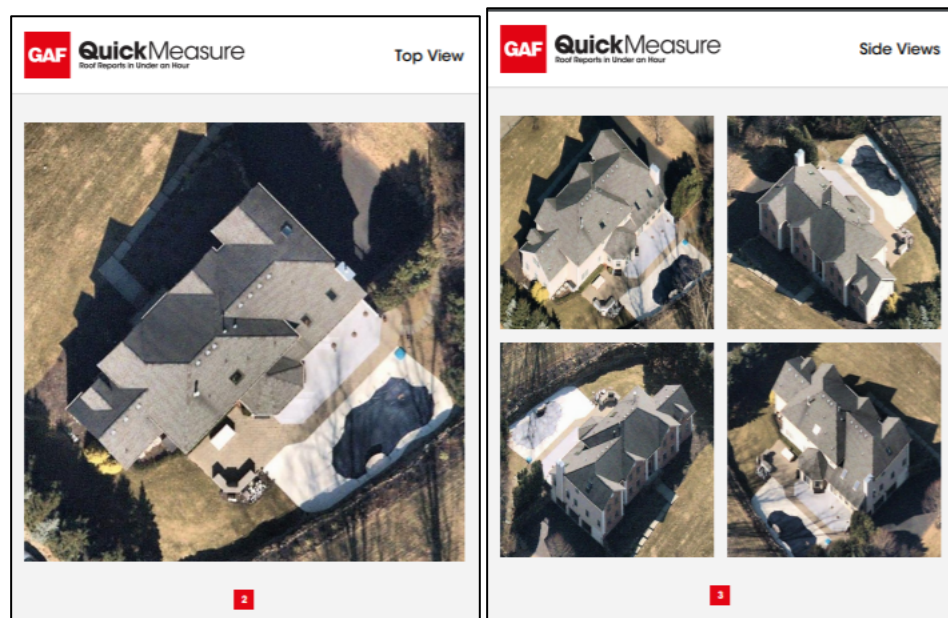 GAF QuickMeasure
Roof Reports in Under an Hour
Top View
2
GAF QuickMeasure
Roof Reports in Under an Hour
Side Views
3